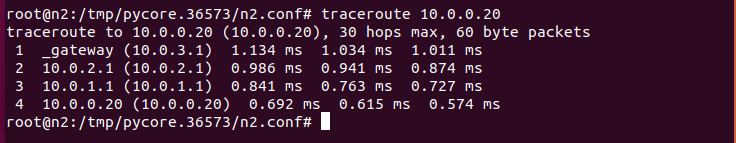 root@n2:/tmp/pycore.36573/n2.conf# traceroute 10.0.0.20
traceroute to 10.0.0.20 (10.0.0.20), 30 hops max, 60 byte packets
 1  _gateway (10.0.3.1)  1.134 ms  1.034 ms  1.011 ms
 2  10.0.2.1 (10.0.2.1)  0.986 ms  0.941 ms  0.874 ms
 3  10.0.1.1 (10.0.1.1)  0.841 ms  0.763 ms  0.727 ms
 4  10.0.0.20 (10.0.0.20)  0.692 ms  0.615 ms  0.574 ms
root@n2:/tmp/pycore.36573/n2.conf#